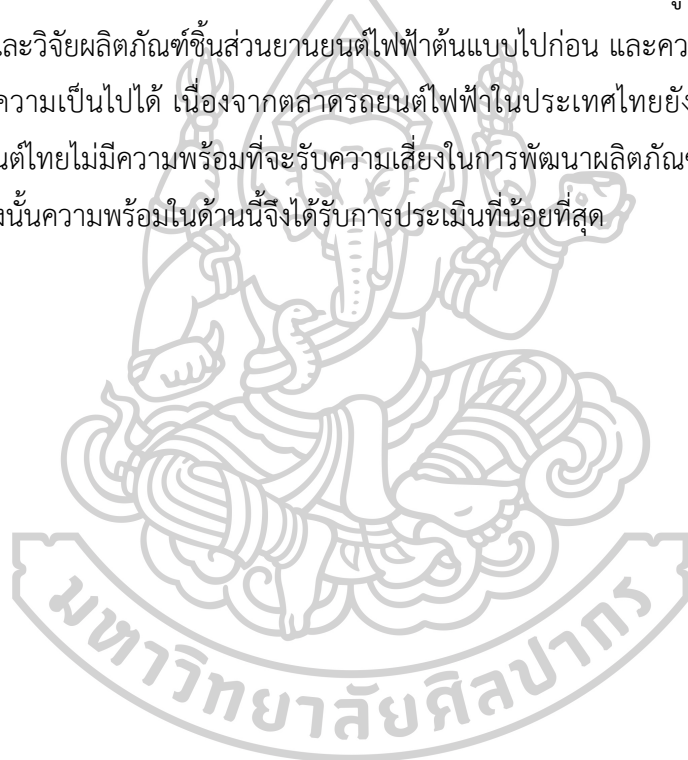 และวิจัยผลิตภัณฑ์ชิ้นส่วนยานยนต์ไฟฟ้าต้นแบบไปก่อน
ความเป็นไปได้ เนื่องจากตลาดรถยนต์ไฟฟ้าในประเทศไทยยัง
นต์ไทยไม่มีความพร้อมที่จะรับความเสี่ยงในการพัฒนาผลิตภัณฑ
งนั้นความพร้อมในด้านนี้จึงได้รับการประเมินที่น้อยที่สุด
มหาวิทยาลัยศิลปากร